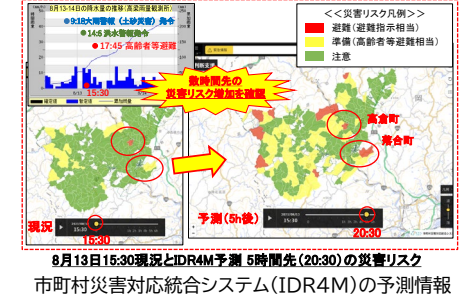 8月13-14日の降水量の推移(高梁雨量観測所)
●9:18大雨警報(土砂災害)発令
●14:6 洪水警報発令
●17:45 高齢者等避難
15:30
数時間先の
災害リスク増加を確認
<<災害リスク凡例>>
避難(避難指示相当)
準備(高齢者等避難相当)
注意
高倉町
落合町
現況
15:30
15:30
予測(5h後)
15:30
20:30
8月13日15:30現況とIDR4M予測 5時間先(20:30)の災害リスク
市町村災害対応統合システム(IDR4M)の予測情報